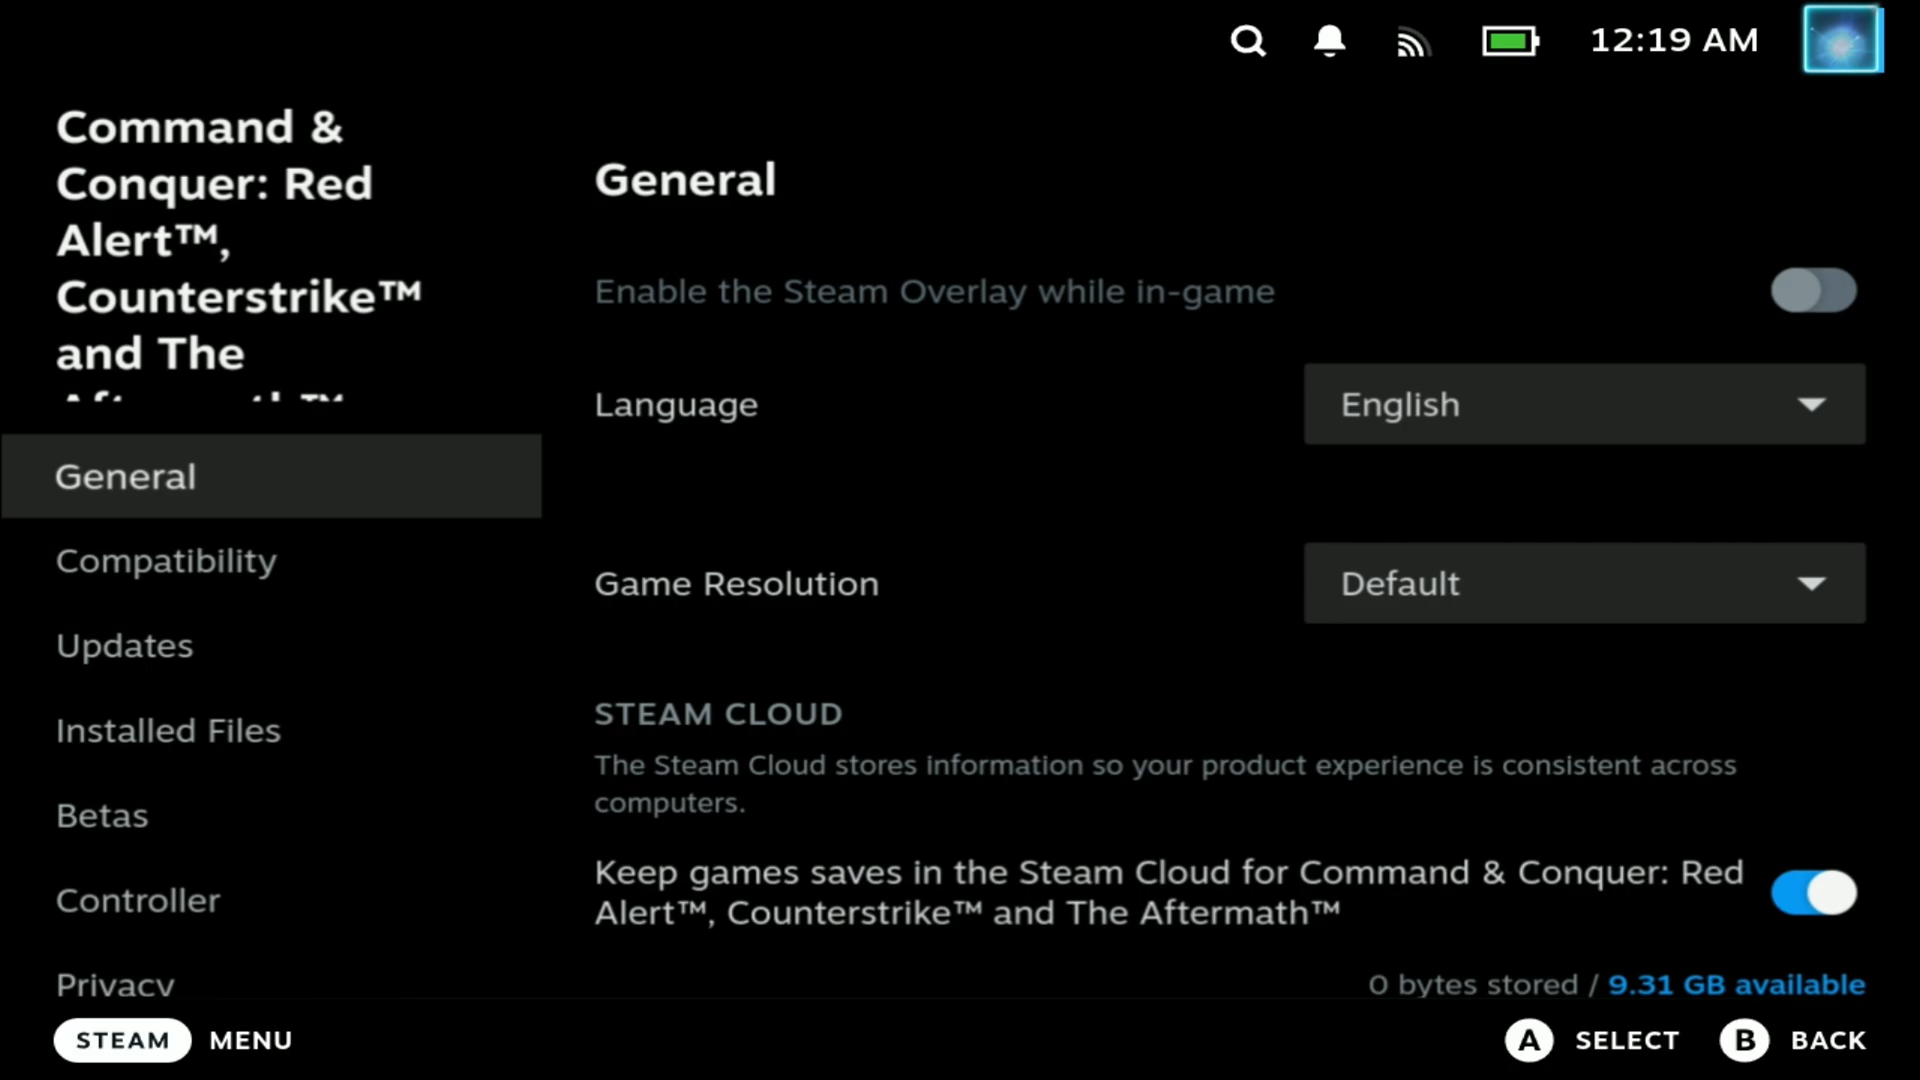 12:19 AM
Command &
Conquer: Red
Alert™,
Counterstrike™
and The
General
Compatibility
Updates
Installed Files
Betas
Controller
Privacy
General
Enable the Steam Overlay while in-game
Language
English
Game Resolution
Default
STEAM CLOUD
The Steam Cloud stores information so your product experience is consistent across
computers.
Keep games saves in the Steam Cloud for Command & Conquer: Red
Alert™, Counterstrike™ and The Aftermath™
0 bytes stored / 9.31 GB available
STEAM MENU
A SELECT B BACK